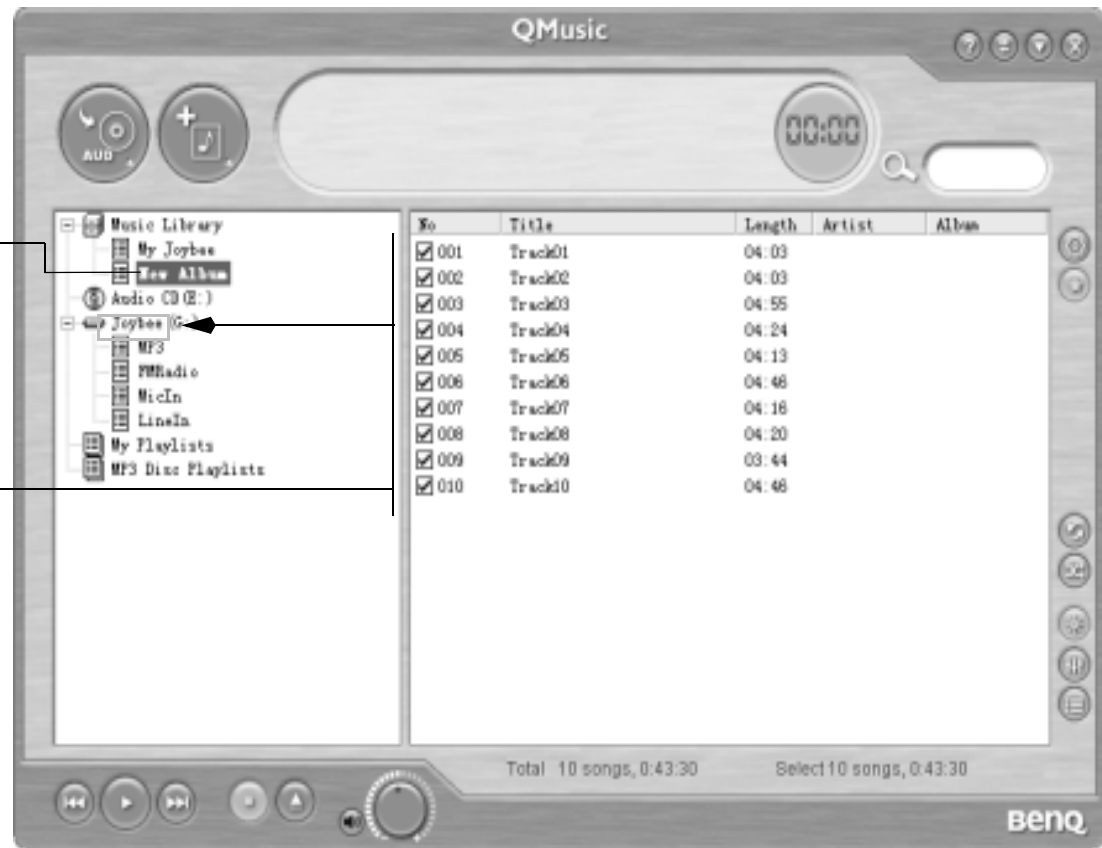 QMusic
AUD
00:00
Music Library
My Joybee
New Album
Audio CD (E:)
Joybee (G:)
MP3
FMRadio
MicIn
LineIn
My Playlists
MP3 Disc Playlists
No Title Length Artist Album
001 Track01 04:03
002 Track02 04:03
003 Track03 04:55
004 Track04 04:24
005 Track05 04:13
006 Track06 04:46
007 Track07 04:16
008 Track08 04:20
009 Track09 03:44
010 Track10 04:46
Total 10 songs, 0:43:30 Select 10 songs, 0:43:30
BenQ